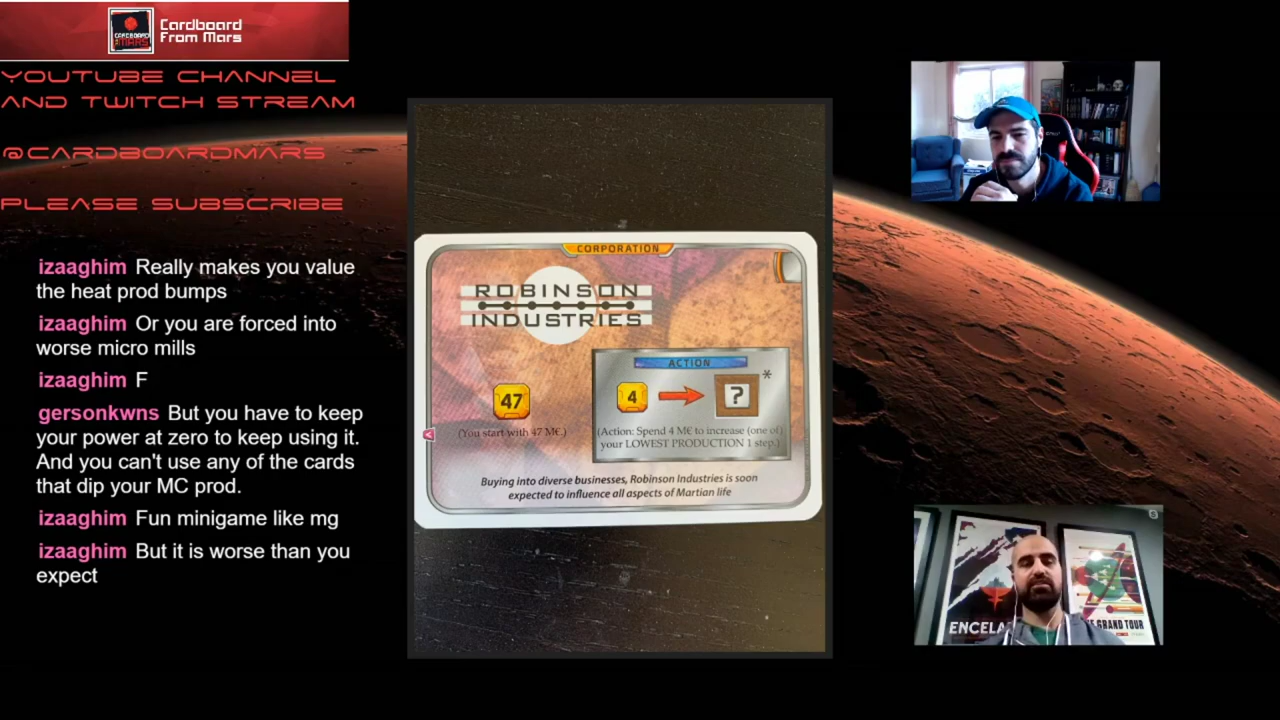 Cardboard
From Mars
CARDBOARD
YOUTUBE CHANNEL
AND TWITCH STREAM
@CARDBOARDMARS
PLEASE SUBSCRIBE
izaaghim Really makes you value
the heat prod bumps
izaaghim Or you are forced into
worse micro mills
izaaghim F
gersonkwns But you have to keep
your power at zero to keep using it.
And you can't use any of the cards
that dip your MC prod.
izaaghim Fun minigame like mg
izaaghim But it is worse than you
expect
CORPORATION
ROBINSON
INDUSTRIES
ACTION
47
4
?
*
(You start with 47 M€.)
(Action: Spend 4 M€ to increase (one of)
your LOWEST PRODUCTION 1 step.)
Buying into diverse businesses, Robinson Industries is soon
expected to influence all aspects of Martian life
ENCELA
GRAND TOUR